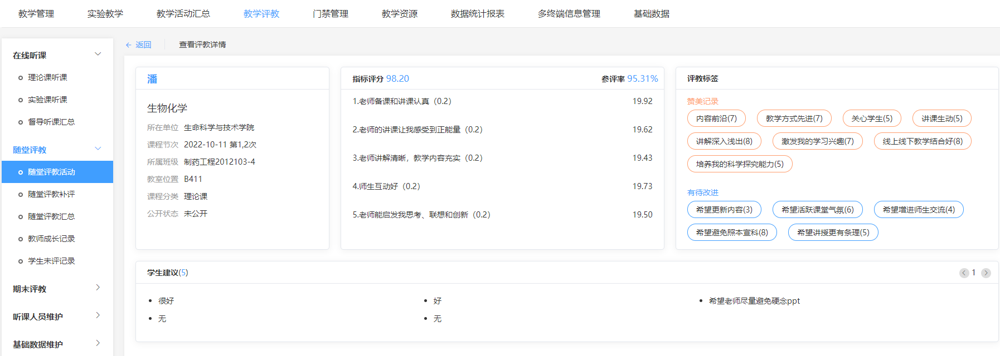 教学管理 实验教学 教学活动汇总 教学评教 门禁管理 教学资源 数据统计报表 多终端信息管理 基础数据
在线听课
理论课听课
实验课听课
督导听课汇总
随堂评教
随堂评教活动
随堂评教补评
随堂评教汇总
教师成长记录
学生未评记录
期末评教
听课人员维护
基础数据维护
← 返回 查看评教详情
潘
生物化学
所在单位 生命科学与技术学院
课程节次 2022-10-11 第1,2次
所属班级 制药工程2012103-4
教室位置 B411
课程分类 理论课
公开状态 未公开
指标评分 98.20 参评率 95.31%
1.老师备课和讲课认真（0.2） 19.92
2.老师的讲课让我感受到正能量（0.2） 19.62
3.老师讲解清晰，教学内容充实（0.2） 19.43
4.师生互动好（0.2） 19.73
5.老师能启发我思考、联想和创新（0.2） 19.50
评教标签
赞美记录
内容前沿(7) 教学方式先进(7) 关心学生(5) 讲课生动(5)
讲解深入浅出(8) 激发我的学习兴趣(7) 线上线下教学结合好(8)
培养我的科学探究能力(5)
有待改进
希望更新内容(3) 希望活跃课堂气氛(6) 希望增进师生交流(4)
希望避免照本宣科(8) 希望讲授更有条理(5)
学生建议(5) 1
很好 好 希望老师尽量避免硬念ppt
无 无